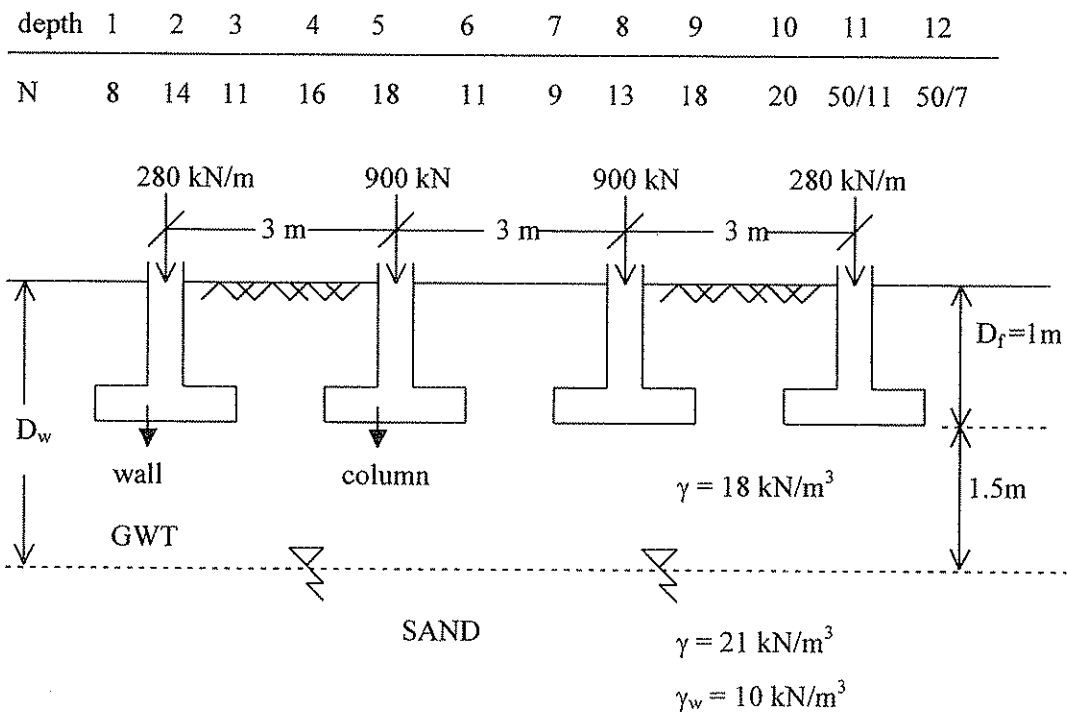 depth 1 2 3 4 5 6 7 8 9 10 11 12
N 8 14 11 16 18 11 9 13 18 20 50/11 50/7
280 kN/m 900 kN 900 kN 280 kN/m
3 m 3 m 3 m
D_f=1m
D_w
wall column
γ = 18 kN/m³ 1.5m
GWT
SAND
γ = 21 kN/m³
γ_w = 10 kN/m³